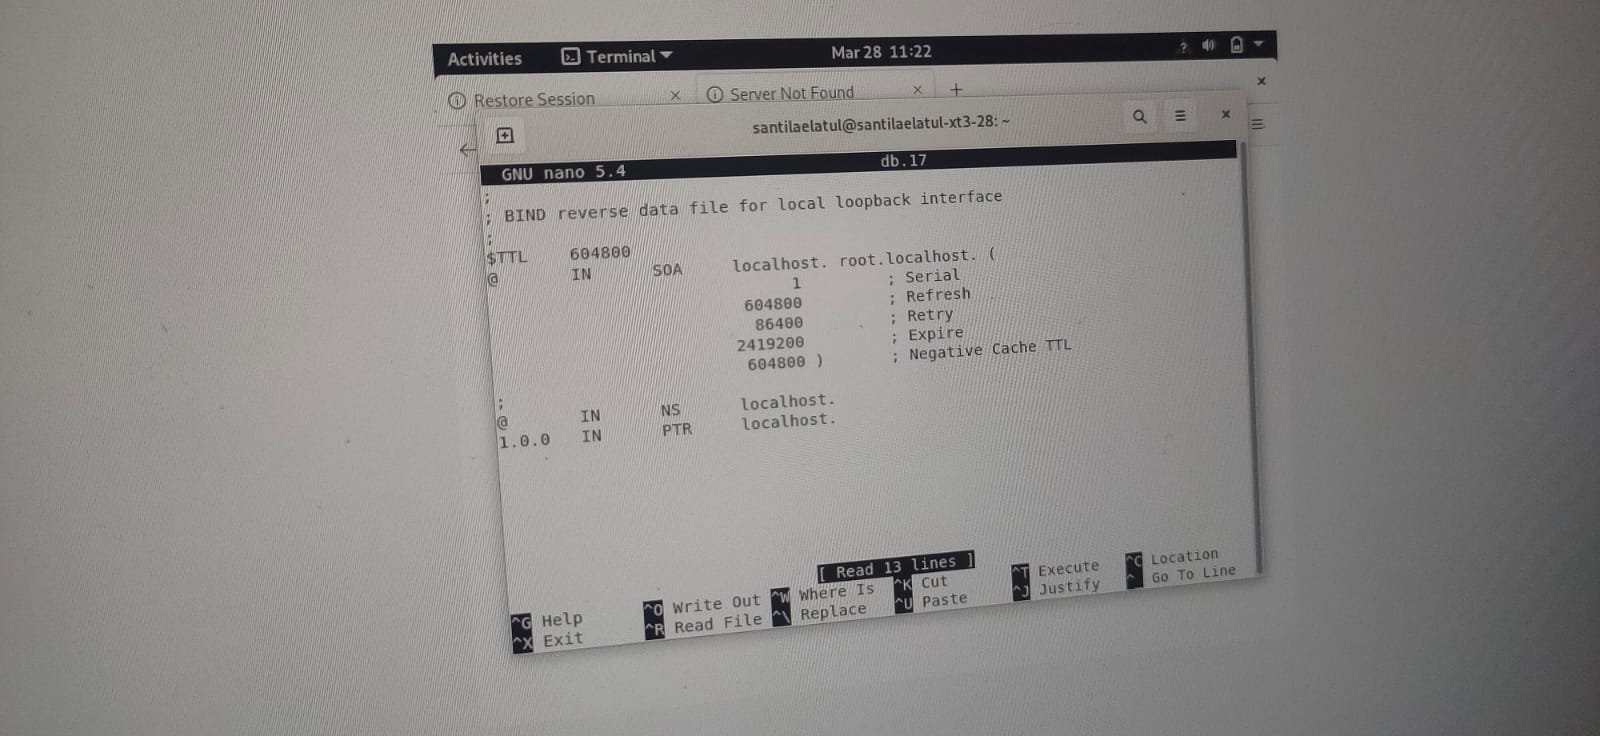 Activities Terminal Mar 28 11:22 ?
Restore Session × Server Not Found × + ×
santilaelatul@santilaelatul-xt3-28: ~ ×
GNU nano 5.4 db.17
;
; BIND reverse data file for local loopback interface
;
$TTL 604800
@ IN SOA localhost. root.localhost. (
1 ; Serial
604800 ; Refresh
86400 ; Retry
2419200 ; Expire
604800 ) ; Negative Cache TTL
;
@ IN NS localhost.
1.0.0 IN PTR localhost.
[ Read 13 lines ]
^G Help ^O Write Out ^W Where Is ^K Cut ^T Execute ^C Location
^X Exit ^R Read File ^\ Replace ^U Paste ^J Justify ^ Go To Line